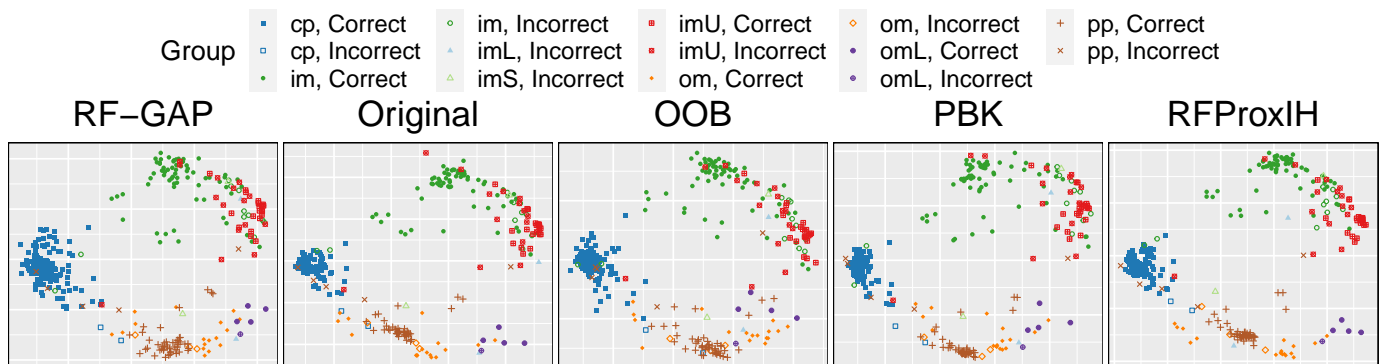 cp, Correct im, Incorrect imU, Correct om, Incorrect pp, Correct
Group cp, Incorrect imL, Incorrect imU, Incorrect omL, Correct pp, Incorrect
im, Correct imS, Incorrect om, Correct omL, Incorrect
RF−GAP Original OOB PBK RFProxIH